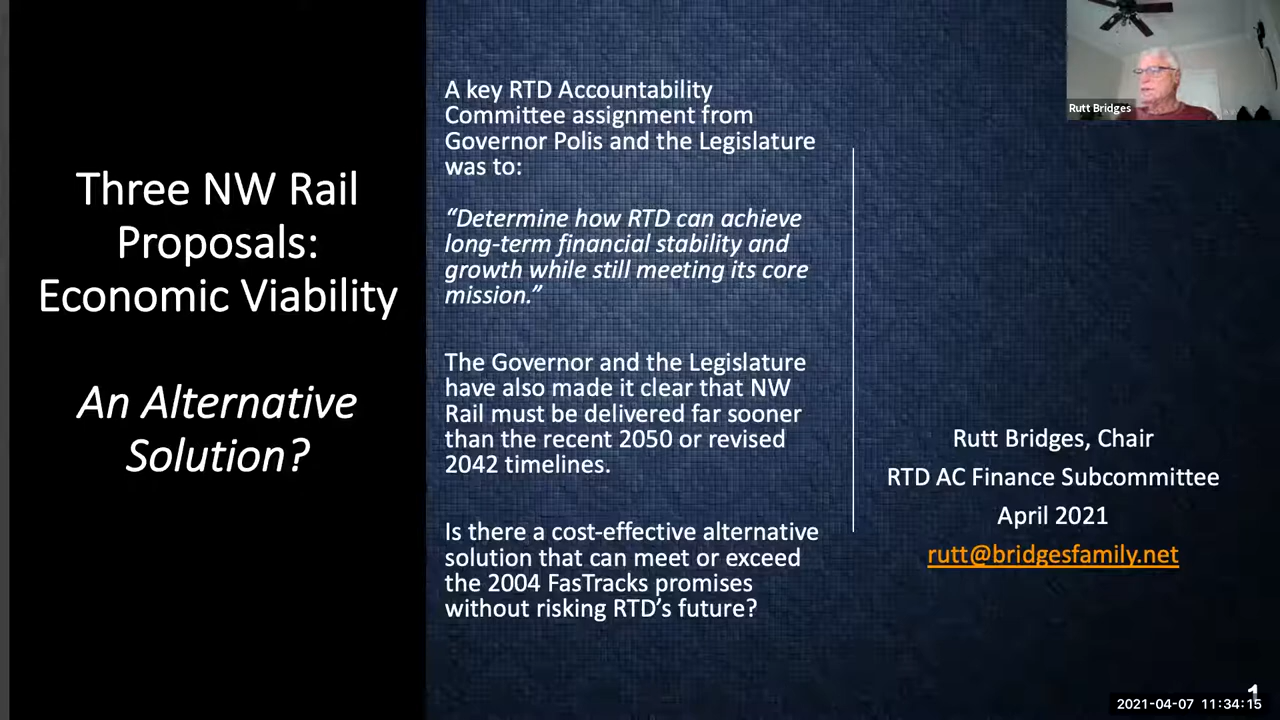 Three NW Rail
Proposals:
Economic Viability
An Alternative
Solution?
A key RTD Accountability
Committee assignment from
Governor Polis and the Legislature
was to:
“Determine how RTD can achieve
long-term financial stability and
growth while still meeting its core
mission.”
The Governor and the Legislature
have also made it clear that NW
Rail must be delivered far sooner
than the recent 2050 or revised
2042 timelines.
Is there a cost-effective alternative
solution that can meet or exceed
the 2004 FasTracks promises
without risking RTD’s future?
Rutt Bridges, Chair
RTD AC Finance Subcommittee
April 2021
rutt@bridgesfamily.net
Rutt Bridges
1
2021-04-07 11:34:15